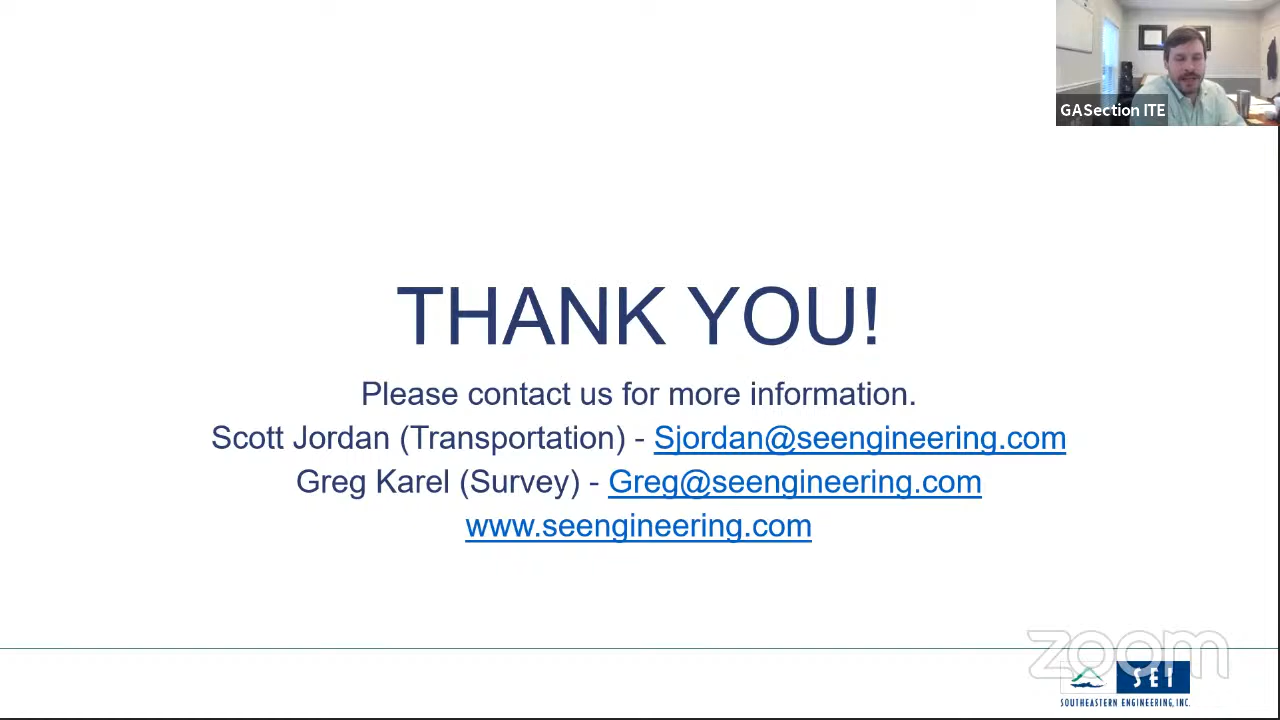 GASection ITE
THANK YOU!
Please contact us for more information.
Scott Jordan (Transportation) - Sjordan@seengineering.com
Greg Karel (Survey) - Greg@seengineering.com
www.seengineering.com
zoom
SEI
SOUTHEASTERN ENGINEERING, INC.